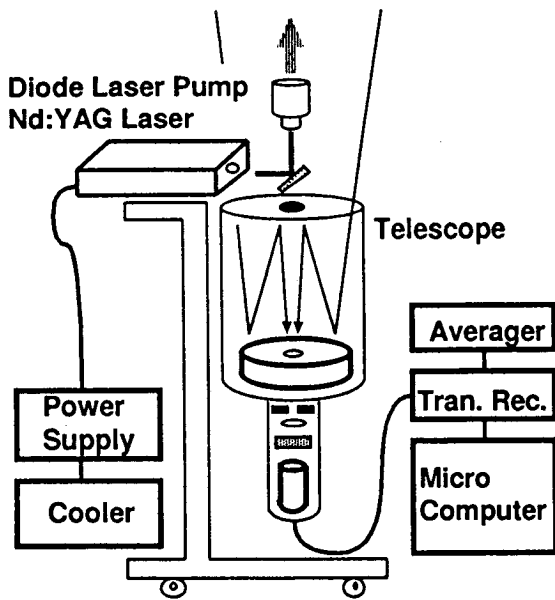 Diode Laser Pump
Nd:YAG Laser
Telescope
Averager
Tran. Rec.
Micro
Computer
Power
Supply
Cooler